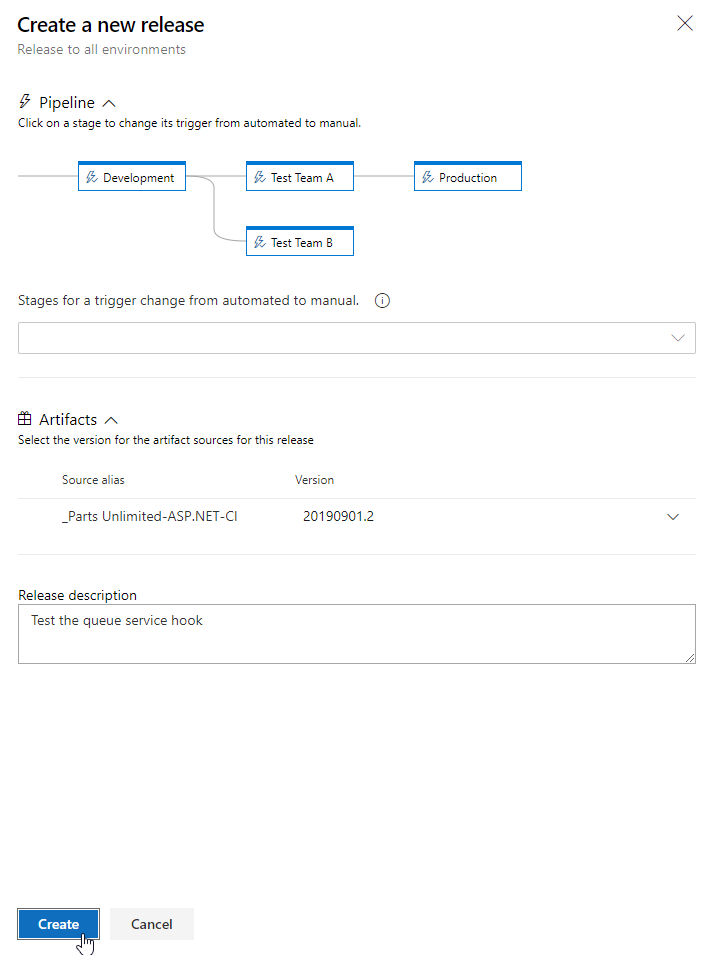 Create a new release
Release to all environments
Pipeline
Click on a stage to change its trigger from automated to manual.
Development
Test Team A
Production
Test Team B
Stages for a trigger change from automated to manual.
Artifacts
Select the version for the artifact sources for this release
Source alias Version
_Parts Unlimited-ASP.NET-CI 20190901.2
Release description
Test the queue service hook
Create Cancel